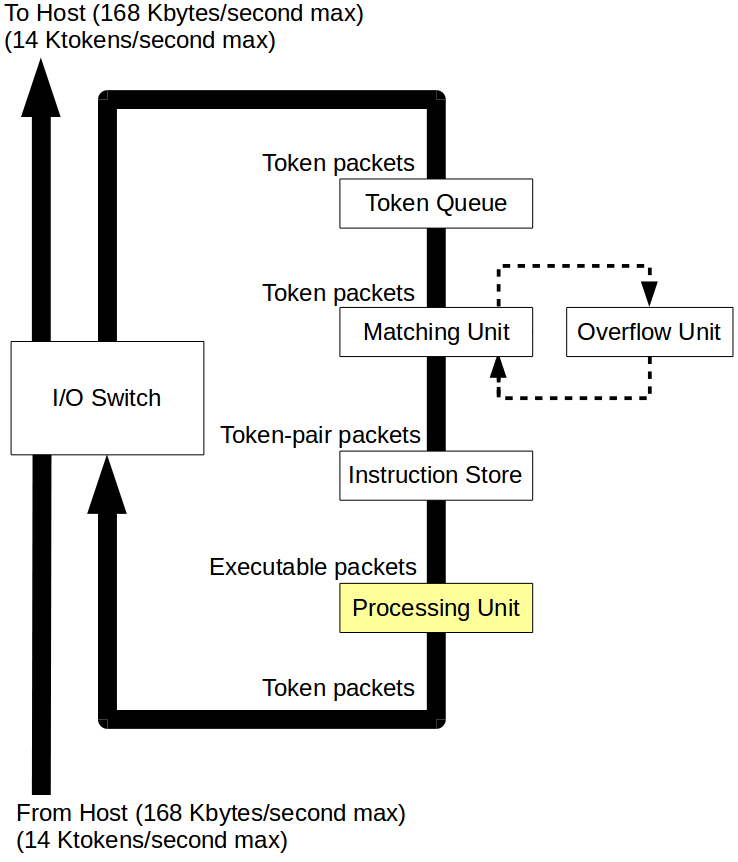 To Host (168 Kbytes/second max)
(14 Ktokens/second max)
Token packets
Token Queue
Token packets
Matching Unit
Overflow Unit
I/O Switch
Token-pair packets
Instruction Store
Executable packets
Processing Unit
Token packets
From Host (168 Kbytes/second max)
(14 Ktokens/second max)